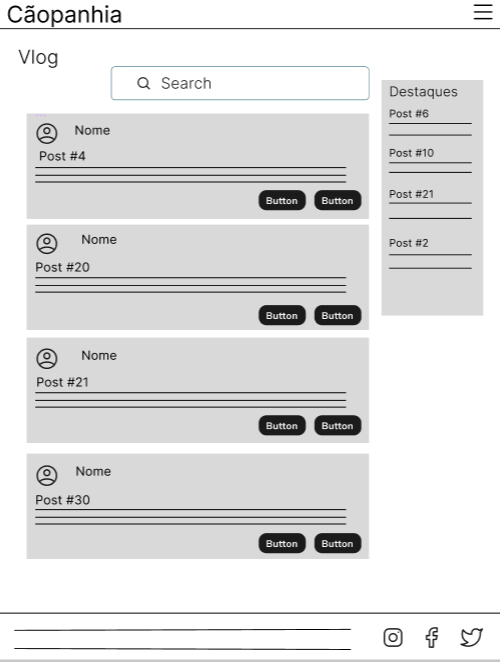 Cãopanhia
Vlog
Search
Nome
Post #4
Button Button
Nome
Post #20
Button Button
Nome
Post #21
Button Button
Nome
Post #30
Button Button
Destaques
Post #6
Post #10
Post #21
Post #2